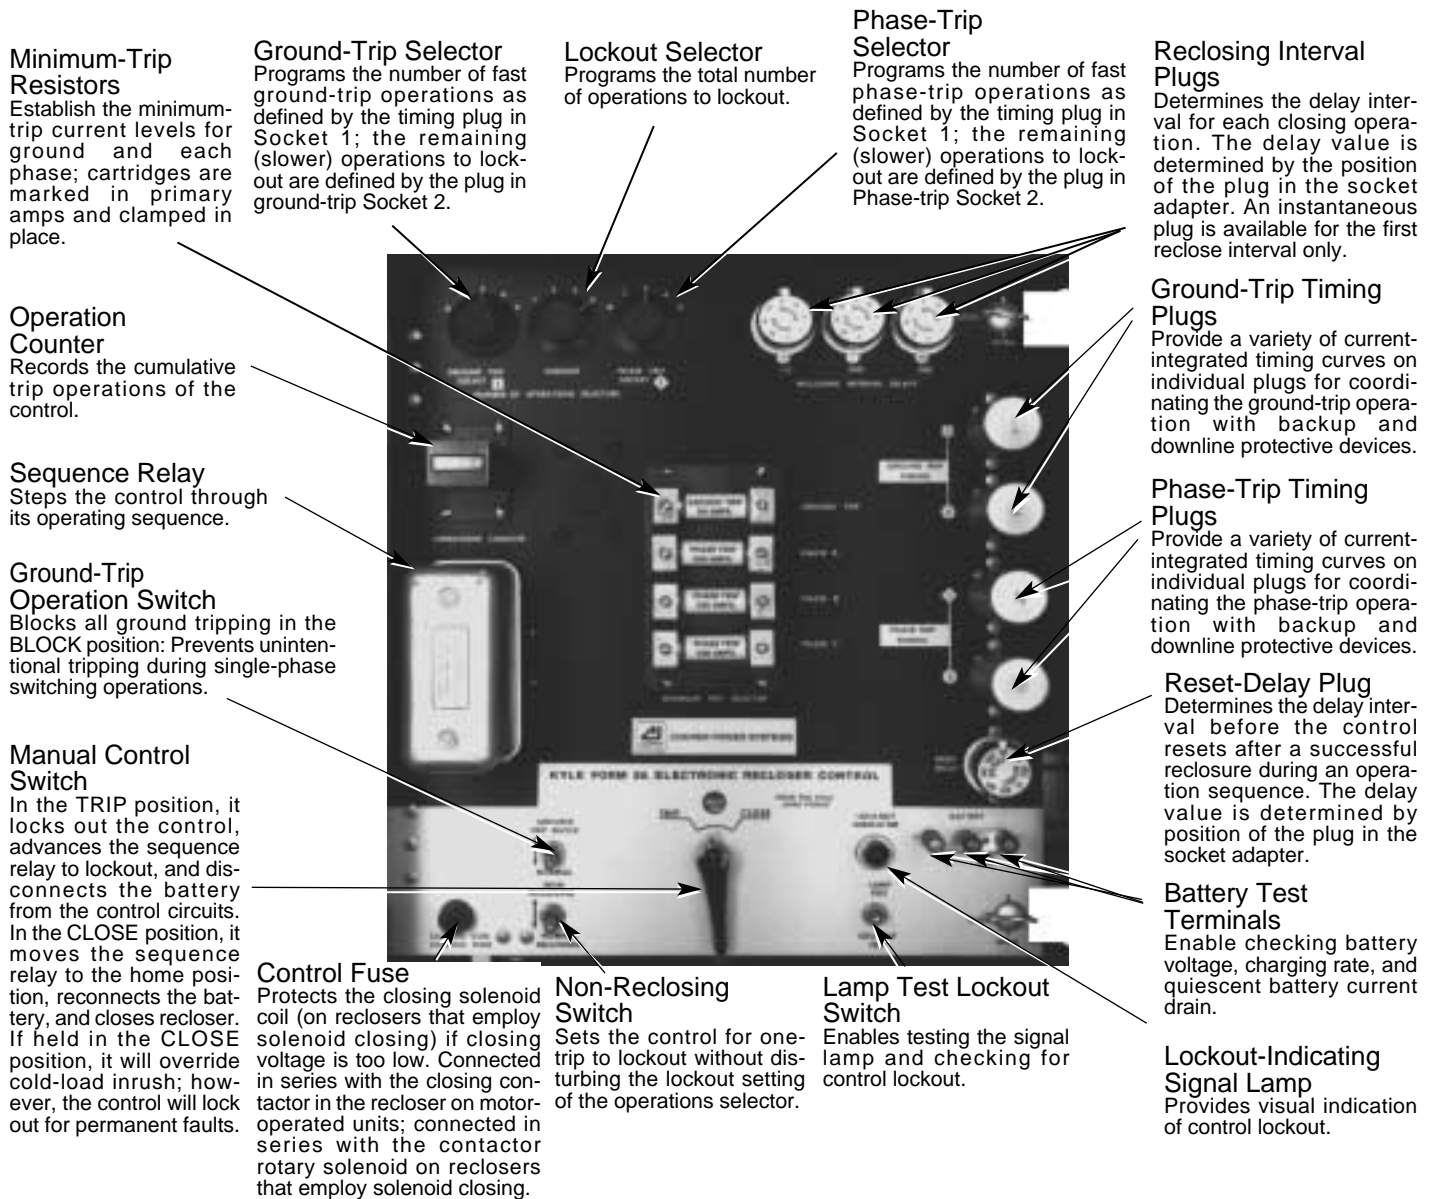 Minimum-Trip
Resistors
Establish the minimum-
trip current levels for
ground and each
phase; cartridges are
marked in primary
amps and clamped in
place.
Ground-Trip Selector
Programs the number of fast
ground-trip operations as
defined by the timing plug in
Socket 1; the remaining
(slower) operations to lock-
out are defined by the plug in
ground-trip Socket 2.
Lockout Selector
Programs the total number
of operations to lockout.
Phase-Trip
Selector
Programs the number of fast
phase-trip operations as
defined by the timing plug in
Socket 1; the remaining
(slower) operations to lock-
out are defined by the plug in
Phase-trip Socket 2.
Reclosing Interval
Plugs
Determines the delay inter-
val for each closing opera-
tion. The delay value is
determined by the position
of the plug in the socket
adapter. An instantaneous
plug is available for the first
reclose interval only.
Operation
Counter
Records the cumulative
trip operations of the
control.
Sequence Relay
Steps the control through
its operating sequence.
Ground-Trip
Operation Switch
Blocks all ground tripping in the
BLOCK position: Prevents uninten-
tional tripping during single-phase
switching operations.
Manual Control
Switch
In the TRIP position, it
locks out the control,
advances the sequence
relay to lockout, and dis-
connects the battery
from the control circuits.
In the CLOSE position, it
moves the sequence
relay to the home posi-
tion, reconnects the bat-
tery, and closes recloser.
If held in the CLOSE
position, it will override
cold-load inrush; how-
ever, the control will lock
out for permanent faults.
Ground-Trip Timing
Plugs
Provide a variety of current-
integrated timing curves on
individual plugs for coordi-
nating the ground-trip opera-
tion with backup and
downline protective devices.
Phase-Trip Timing
Plugs
Provide a variety of current-
integrated timing curves on
individual plugs for coordi-
nating the phase-trip opera-
tion with backup and
downline protective devices.
Reset-Delay Plug
Determines the delay inter-
val before the control
resets after a successful
reclosure during an opera-
tion sequence. The delay
value is determined by
position of the plug in the
socket adapter.
Battery Test
Terminals
Enable checking battery
voltage, charging rate, and
quiescent battery current
drain.
Lockout-Indicating
Signal Lamp
Provides visual indication
of control lockout.
COOPER POWER SYSTEMS
ELECTRONIC RECLOSER CONTROL
TRIP
CLOSE
Control Fuse
Protects the closing solenoid
coil (on reclosers that employ
solenoid closing) if closing
voltage is too low. Connected
in series with the closing con-
tactor in the recloser on motor-
operated units; connected in
series with the contactor
rotary solenoid on reclosers
that employ solenoid closing.
Non-Reclosing
Switch
Sets the control for one-
trip to lockout without dis-
turbing the lockout setting
of the operations selector.
Lamp Test Lockout
Switch
Enables testing the signal
lamp and checking for
control lockout.